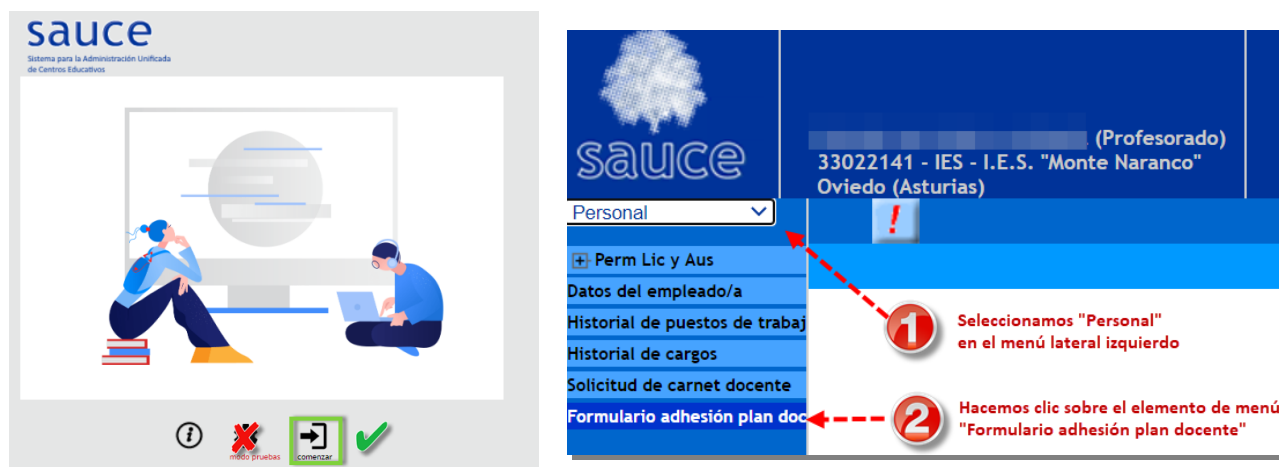 sauce
Sistema para la Administración Unificada
de Centros Educativos
i
modo pruebas
comenzar
sauce
(Profesorado)
33022141 - IES - I.E.S. "Monte Naranco"
Oviedo (Asturias)
Personal
!
Perm Lic y Aus
Datos del empleado/a
Historial de puestos de trabaj
Historial de cargos
Solicitud de carnet docente
Formulario adhesión plan doc
1
Seleccionamos "Personal"
en el menú lateral izquierdo
2
Hacemos clic sobre el elemento de menú
"Formulario adhesión plan docente"